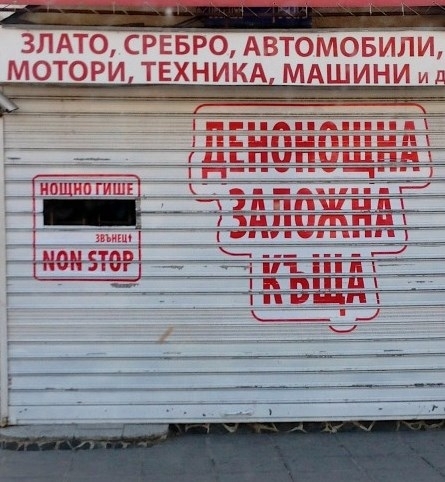 ЗЛАТО, СРЕБРО, АВТОМОБИЛИ,
МОТОРИ, ТЕХНИКА, МАШИНИ и д
НОЩНО ГИШЕ
ЗВЪНЕЦ↑
NON STOP
ДЕНОНОЩНА
ЗАЛОЖНА
КЪЩА